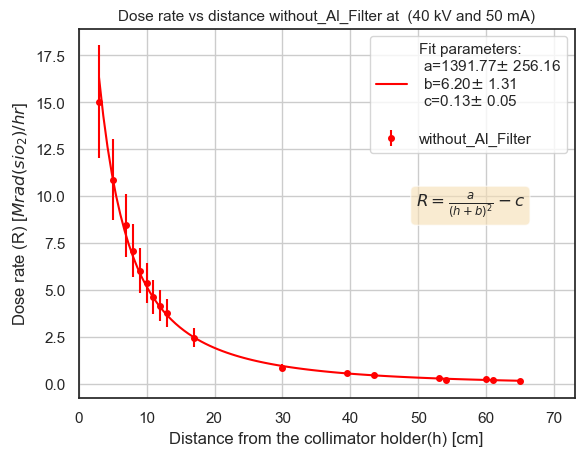 Dose rate vs distance without_Al_Filter at  (40 kV and 50 mA)
Dose rate (R) [Mrad(sio₂)/hr]
17.5
15.0
12.5
10.0
7.5
5.0
2.5
0.0
Fit parameters:
a=1391.77± 256.16
b=6.20± 1.31
c=0.13± 0.05
without_Al_Filter
R = a/(h + b)² − c
0 10 20 30 40 50 60 70
Distance from the collimator holder(h) [cm]